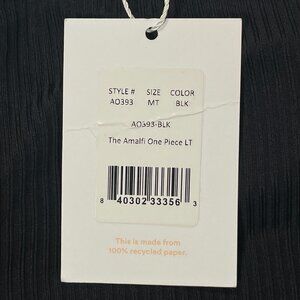 STYLE # SIZE COLOR
AO393 MT BLK
AO393-BLK
The Amalfi One Piece LT
8 40302 33356 3
This is made from
100% recycled paper.